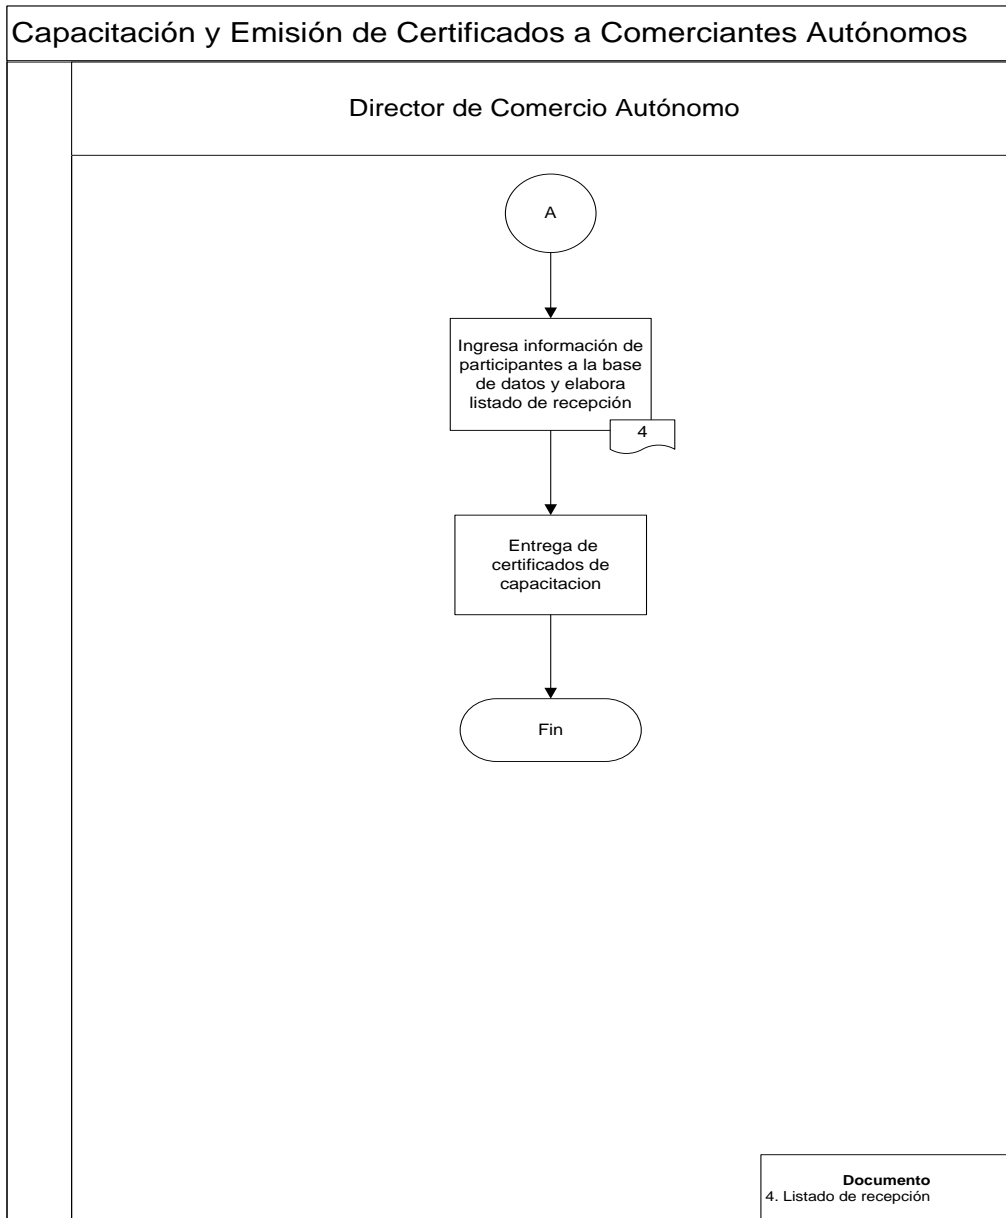 Capacitación y Emisión de Certificados a Comerciantes Autónomos
Director de Comercio Autónomo
A
Ingresa información de
participantes a la base
de datos y elabora
listado de recepción
4
Entrega de
certificados de
capacitacion
Fin
Documento
4. Listado de recepción